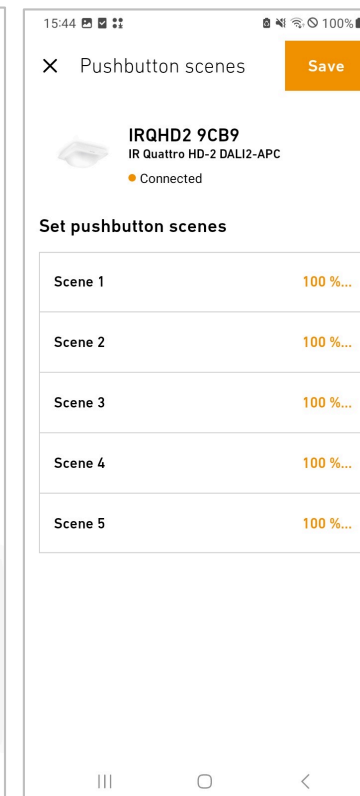 15:44 100%
Pushbutton scenes Save
IRQHD2 9CB9
IR Quattro HD-2 DALI2-APC
Connected
Set pushbutton scenes
Scene 1 100 %...
Scene 2 100 %...
Scene 3 100 %...
Scene 4 100 %...
Scene 5 100 %...